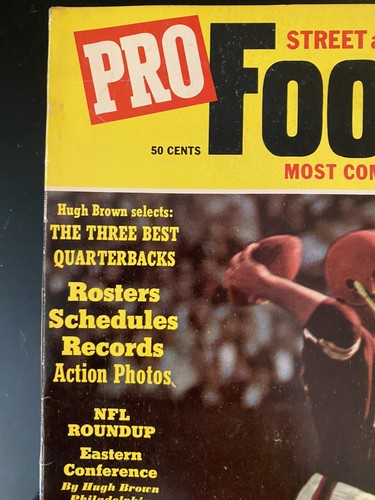 PRO
STREET
Foo
50 CENTS
MOST COM
Hugh Brown selects:
THE THREE BEST
QUARTERBACKS
Rosters
Schedules
Records
Action Photos
NFL
ROUNDUP
Eastern
Conference
By Hugh Brown